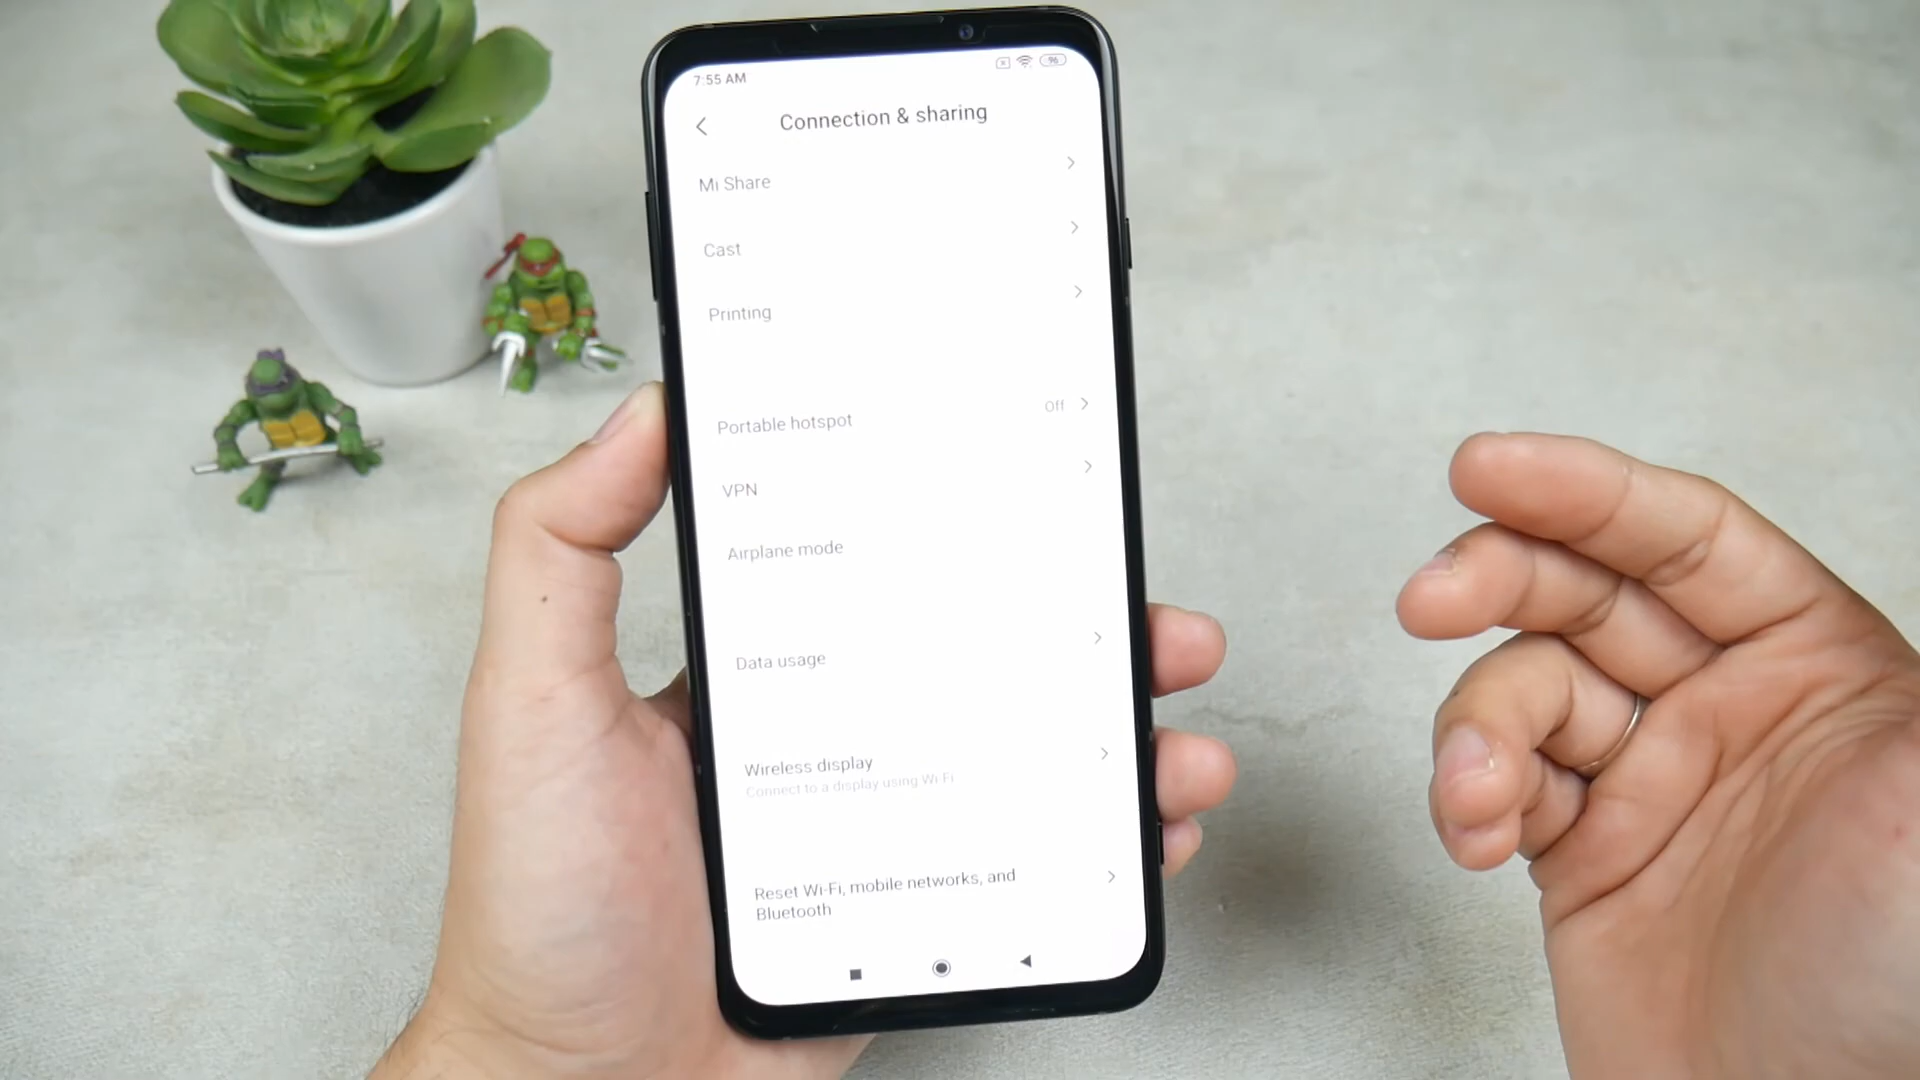 7:55 AM
96
Connection & sharing
Mi Share
Cast
Printing
Portable hotspot
Off
VPN
Airplane mode
Data usage
Wireless display
Connect to a display using Wi-Fi
Reset Wi-Fi, mobile networks, and
Bluetooth